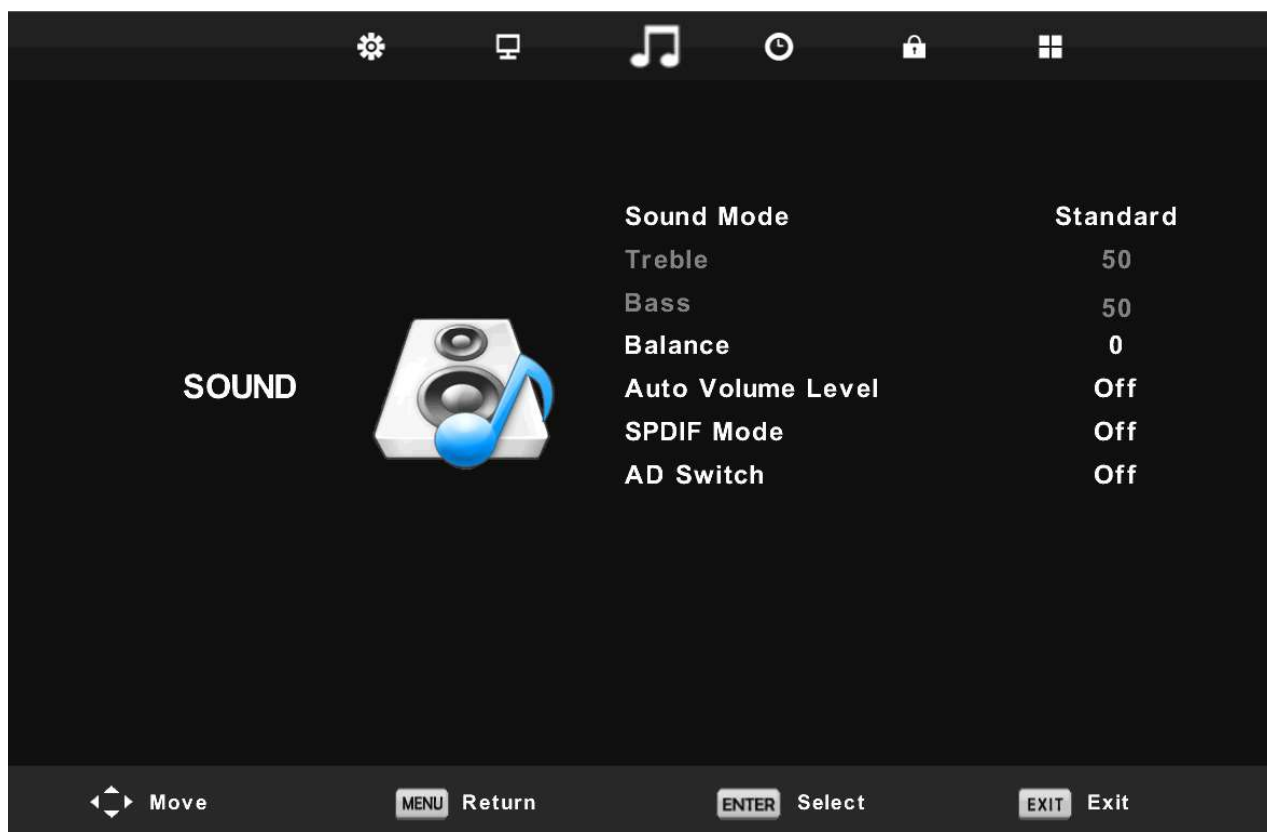 Sound Mode Standard
Treble 50
Bass 50
Balance 0
SOUND
Auto Volume Level Off
SPDIF Mode Off
AD Switch Off
Move MENU Return ENTER Select EXIT Exit